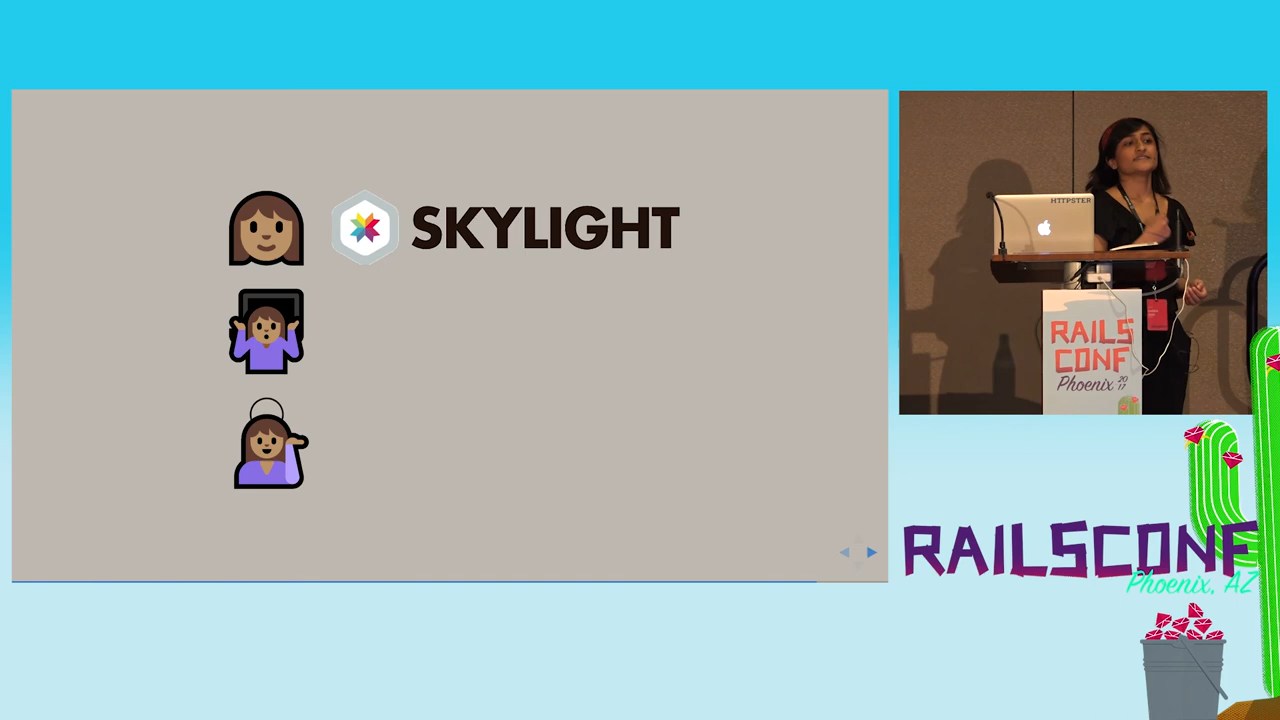 SKYLIGHT
HTTPSTER
RAILS
CONF
Phoenix 2017
RAILSCONF
Phoenix, AZ